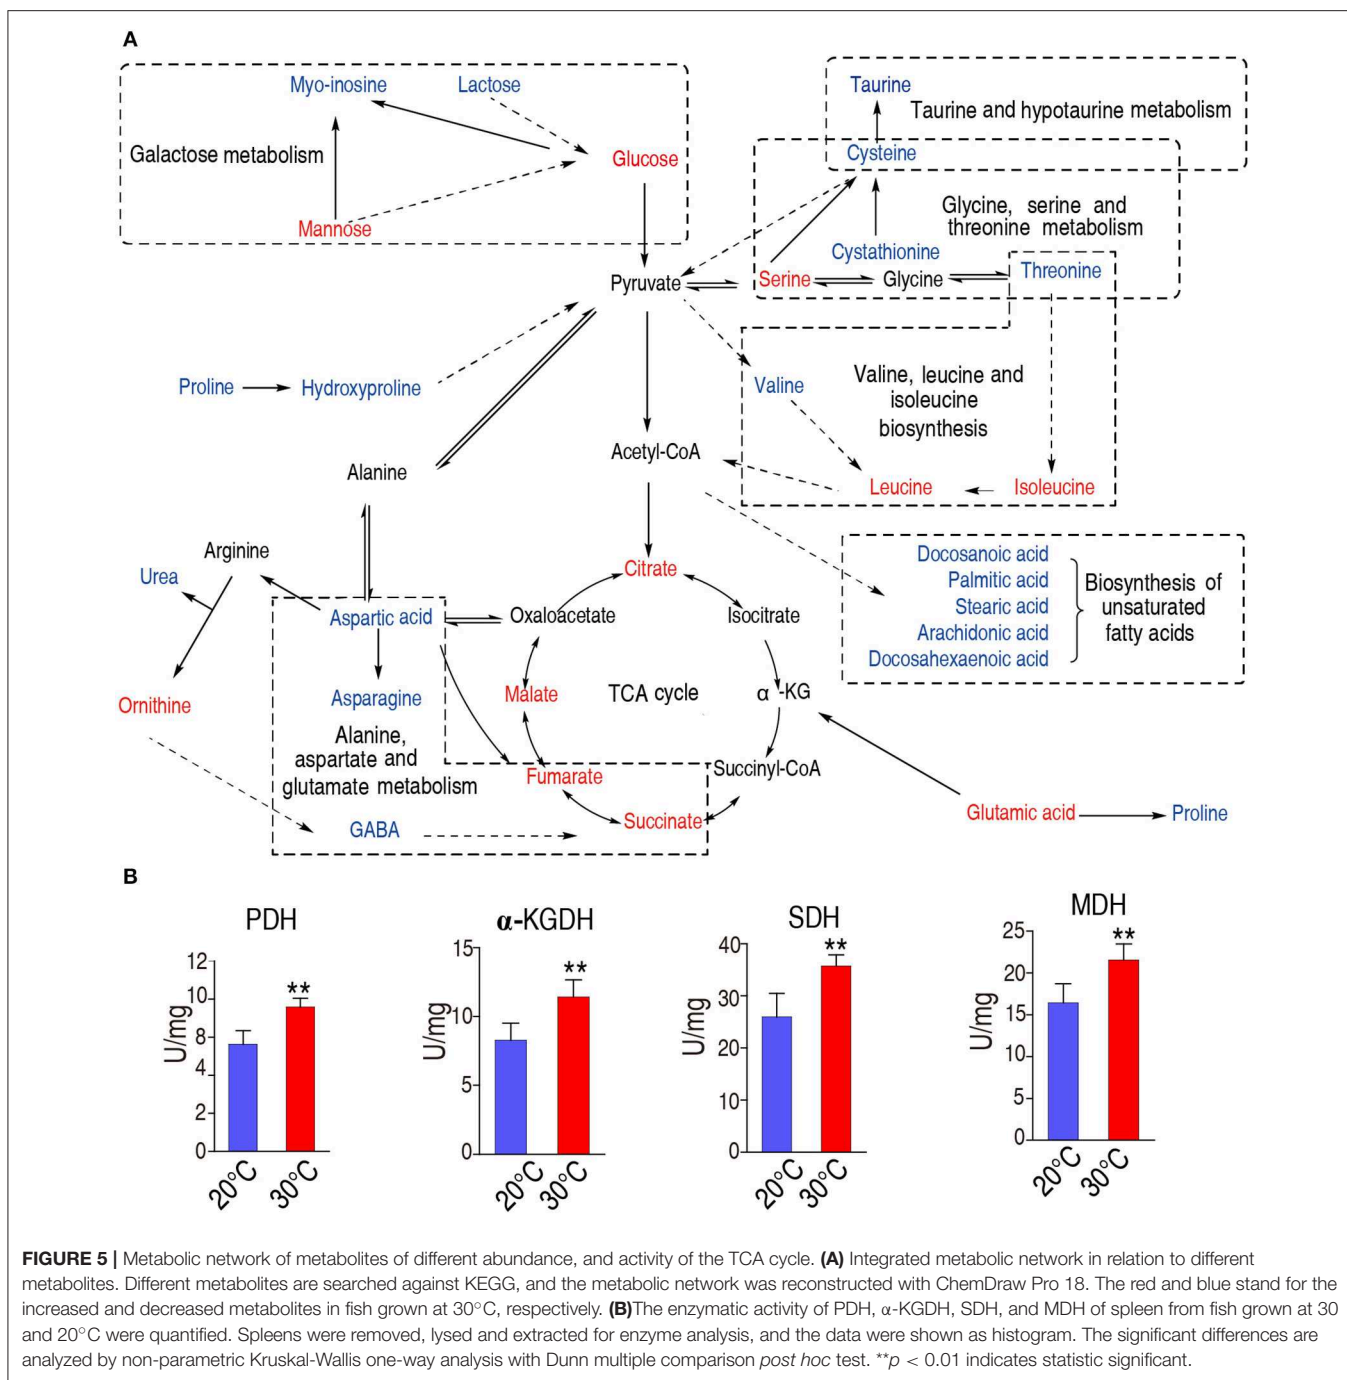 A
Myo-inosine
Lactose
Galactose metabolism
Glucose
Mannose
Taurine
Taurine and hypotaurine metabolism
Cysteine
Glycine, serine and
threonine metabolism
Cystathionine
Pyruvate
Serine
Glycine
Threonine
Proline
Hydroxyproline
Valine
Valine, leucine and
isoleucine
biosynthesis
Alanine
Acetyl-CoA
Leucine
Isoleucine
Arginine
Urea
Aspartic acid
Oxaloacetate
Citrate
Isocitrate
Docosanoic acid
Palmitic acid
Stearic acid
Arachidonic acid
Docosahexaenoic acid
Biosynthesis of
unsaturated
fatty acids
Ornithine
Asparagine
Malate
TCA cycle
α -KG
Alanine,
aspartate and
glutamate metabolism
Fumarate
Succinyl-CoA
GABA
Succinate
Glutamic acid
Proline
B
PDH
U/mg
12
10
8
4
2
0
**
20°C
30°C
α-KGDH
U/mg
15
10
5
0
**
20°C
30°C
SDH
U/mg
40
30
20
10
0
**
20°C
30°C
MDH
U/mg
25
20
15
10
5
0
**
20°C
30°C
FIGURE 5 | Metabolic network of metabolites of different abundance, and activity of the TCA cycle. (A) Integrated metabolic network in relation to different
metabolites. Different metabolites are searched against KEGG, and the metabolic network was reconstructed with ChemDraw Pro 18. The red and blue stand for the
increased and decreased metabolites in fish grown at 30°C, respectively. (B)The enzymatic activity of PDH, α-KGDH, SDH, and MDH of spleen from fish grown at 30
and 20°C were quantified. Spleens were removed, lysed and extracted for enzyme analysis, and the data were shown as histogram. The significant differences are
analyzed by non-parametric Kruskal-Wallis one-way analysis with Dunn multiple comparison post hoc test. **p < 0.01 indicates statistic significant.